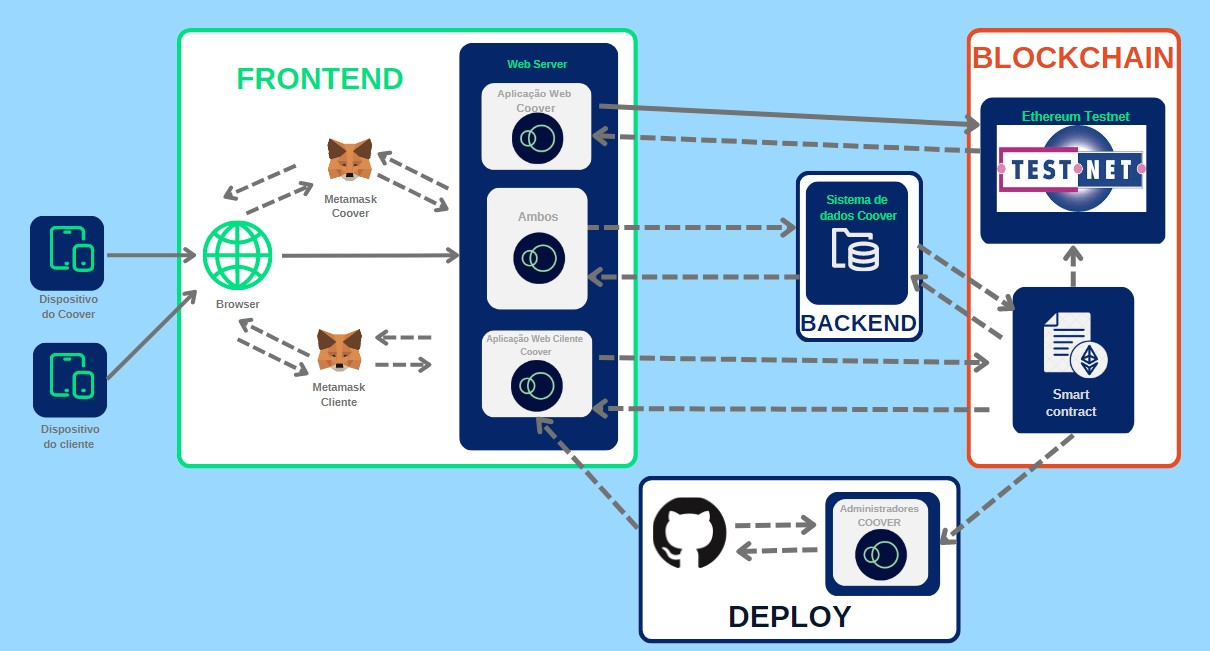 FRONTEND
Web Server
Aplicação Web
Coover
Metamask
Coover
Ambos
Dispositivo
do Coover
Browser
Aplicação Web Cilente
Coover
Metamask
Cliente
Dispositivo
do cliente
Sistema de
dados Coover
BACKEND
BLOCKCHAIN
Ethereum Testnet
TEST NET
Smart
contract
Administradores
COOVER
DEPLOY